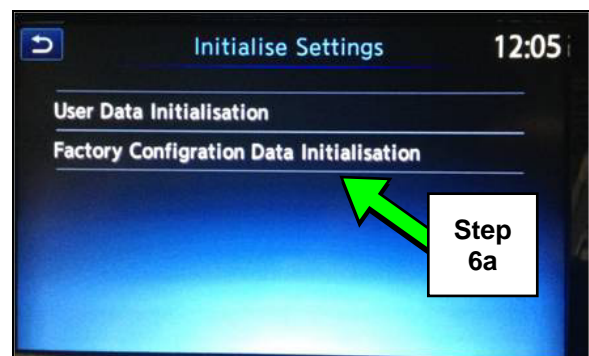 Initialise Settings 12:05
User Data Initialisation
Factory Configration Data Initialisation
Step
6a